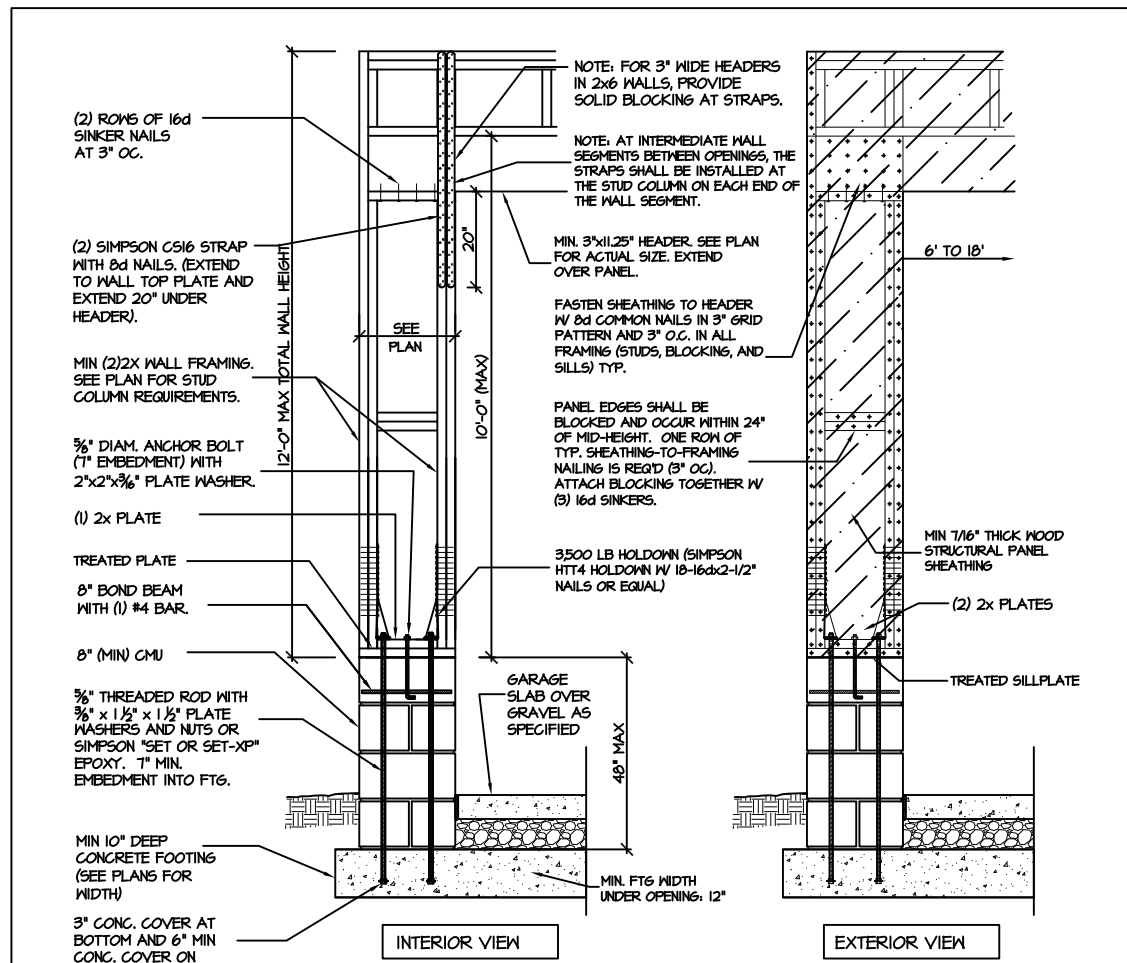 (2) ROWS OF 16d
SINKER NAILS
AT 3" OC.
(2) SIMPSON CS16 STRAP
WITH 8d NAILS. (EXTEND
TO WALL TOP PLATE AND
EXTEND 20" UNDER
HEADER).
MIN (2)2X WALL FRAMING.
SEE PLAN FOR STUD
COLUMN REQUIREMENTS.
5/8" DIAM. ANCHOR BOLT
(7" EMBEDMENT) WITH
2"x2"x3/16" PLATE WASHER.
(1) 2x PLATE
TREATED PLATE
8" BOND BEAM
WITH (1) #4 BAR.
8" (MIN) CMU
5/8" THREADED ROD WITH
3/8" x 1 1/2" x 1 1/2" PLATE
WASHERS AND NUTS OR
SIMPSON "SET OR SET-XP"
EPOXY. 7" MIN.
EMBEDMENT INTO FTG.
MIN 10" DEEP
CONCRETE FOOTING
(SEE PLANS FOR
WIDTH)
3" CONC. COVER AT
BOTTOM AND 6" MIN
CONC. COVER ON
12'-0" MAX TOTAL WALL HEIGHT
SEE
PLAN
20"
10'-0" (MAX)
48" MAX
NOTE: FOR 3" WIDE HEADERS
IN 2x6 WALLS, PROVIDE
SOLID BLOCKING AT STRAPS.
NOTE: AT INTERMEDIATE WALL
SEGMENTS BETWEEN OPENINGS, THE
STRAPS SHALL BE INSTALLED AT
THE STUD COLUMN ON EACH END OF
THE WALL SEGMENT.
MIN. 3"x11.25" HEADER. SEE PLAN
FOR ACTUAL SIZE. EXTEND
OVER PANEL.
FASTEN SHEATHING TO HEADER
W/ 8d COMMON NAILS IN 3" GRID
PATTERN AND 3" O.C. IN ALL
FRAMING (STUDS, BLOCKING, AND
SILLS) TYP.
PANEL EDGES SHALL BE
BLOCKED AND OCCUR WITHIN 24"
OF MID-HEIGHT. ONE ROW OF
TYP. SHEATHING-TO-FRAMING
NAILING IS REQ'D (3" OC).
ATTACH BLOCKING TOGETHER W/
(3) 16d SINKERS.
3,500 LB HOLDOWN (SIMPSON
HTT4 HOLDOWN W/ 18-16dx2-1/2"
NAILS OR EQUAL)
GARAGE
SLAB OVER
GRAVEL AS
SPECIFIED
MIN. FTG WIDTH
UNDER OPENING: 12"
INTERIOR VIEW
6' TO 18'
MIN 7/16" THICK WOOD
STRUCTURAL PANEL
SHEATHING
(2) 2x PLATES
TREATED SILLPLATE
EXTERIOR VIEW